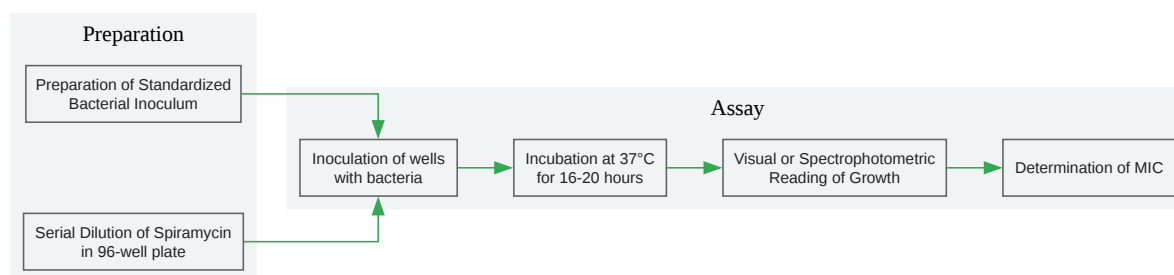 Preparation
Preparation of Standardized
Bacterial Inoculum
Serial Dilution of Spiramycin
in 96-well plate
Assay
Inoculation of wells
with bacteria
Incubation at 37°C
for 16-20 hours
Visual or Spectrophotometric
Reading of Growth
Determination of MIC